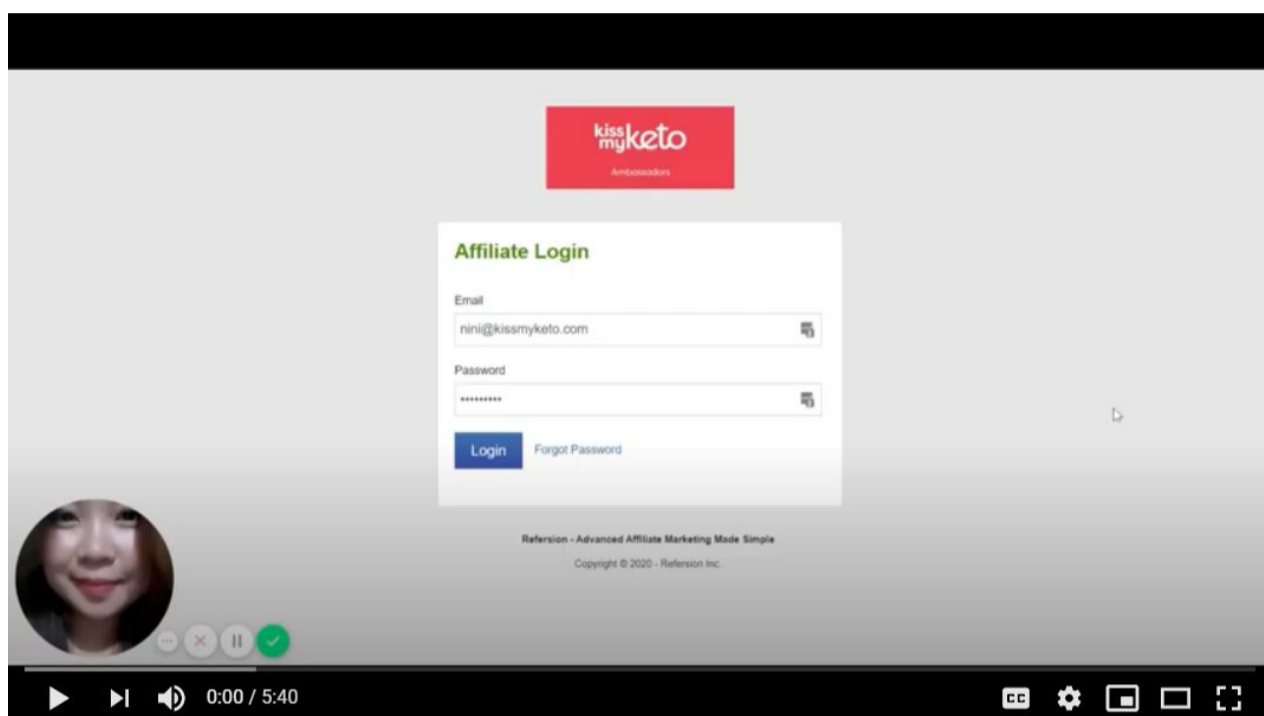 kiss
my keto
Ambassadors
Affiliate Login
Email
nini@kissmyketo.com
Password
•••••••••
Login Forgot Password
Refersion - Advanced Affiliate Marketing Made Simple
Copyright © 2020 - Refersion Inc.
0:00 / 5:40
CC